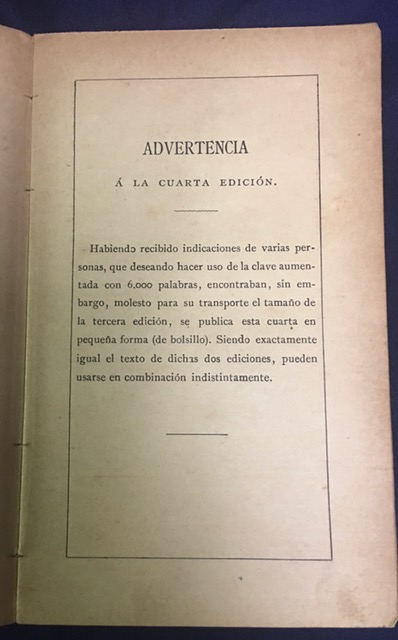 ADVERTENCIA
Á LA CUARTA EDICIÓN.
Habiendo recibido indicaciones de varias per-
sonas, que deseando hacer uso de la clave aumen-
tada con 6.000 palabras, encontraban, sin em-
bargo, molesto para su transporte el tamaño de
la tercera edición, se publica esta cuarta en
pequeña forma (de bolsillo). Siendo exactamente
igual el texto de dichas dos ediciones, pueden
usarse en combinación indistintamente.